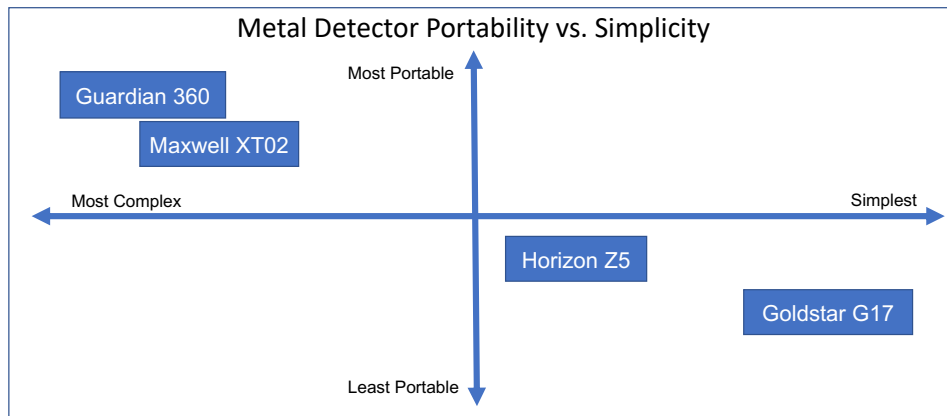 Metal Detector Portability vs. Simplicity
Most Portable
Guardian 360
Maxwell XT02
Most Complex
Simplest
Horizon Z5
Goldstar G17
Least Portable